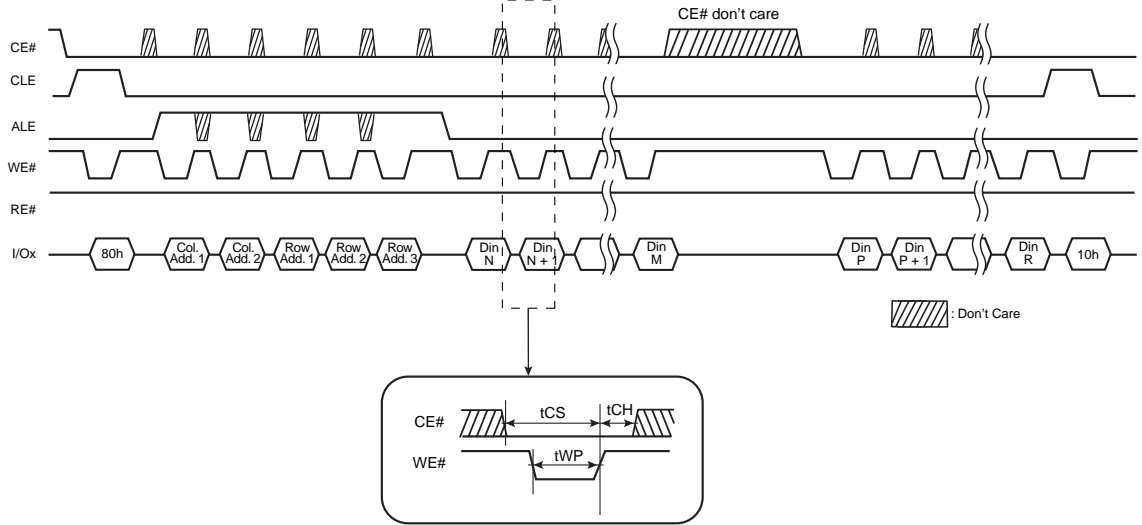 CE# don't care
CE#
CLE
ALE
WE#
RE#
I/Ox
80h
Col.
Add. 1
Col.
Add. 2
Row
Add. 1
Row
Add. 2
Row
Add. 3
Din
N
Din
N + 1
Din
M
Din
P
Din
P + 1
Din
R
10h
: Don't Care
CE#
tCS
tCH
WE#
tWP